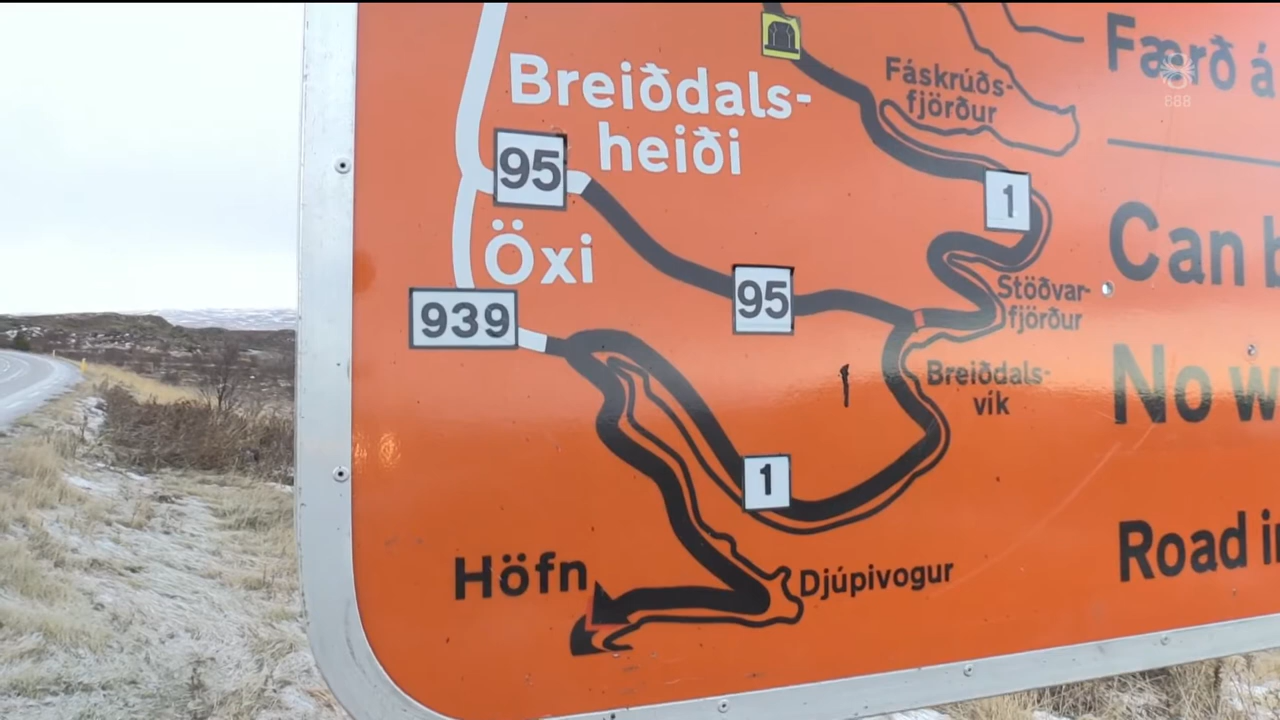 Færð á
888
Fáskrúðs-
fjörður
Breiðdals-
heiði
95
1
Can b
Öxi
95
Stöðvar-
fjörður
939
Breiðdals-
vík
No w
1
Road in
Höfn
Djúpivogur